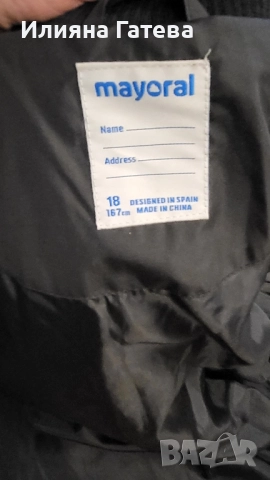 Илияна Гатева
mayoral
Name
Address
18 DESIGNED IN SPAIN
167cm MADE IN CHINA
BAZAR